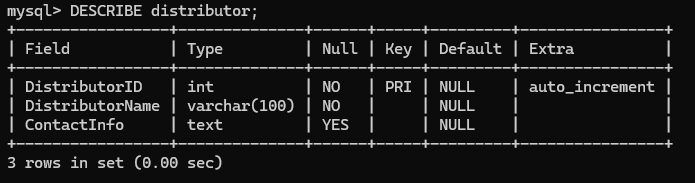 mysql> DESCRIBE distributor;
+-----------------+--------------+------+-----+---------+----------------+
| Field           | Type         | Null | Key | Default | Extra          |
+-----------------+--------------+------+-----+---------+----------------+
| DistributorID   | int          | NO   | PRI | NULL    | auto_increment |
| DistributorName | varchar(100) | NO   |     | NULL    |                |
| ContactInfo     | text         | YES  |     | NULL    |                |
+-----------------+--------------+------+-----+---------+----------------+
3 rows in set (0.00 sec)